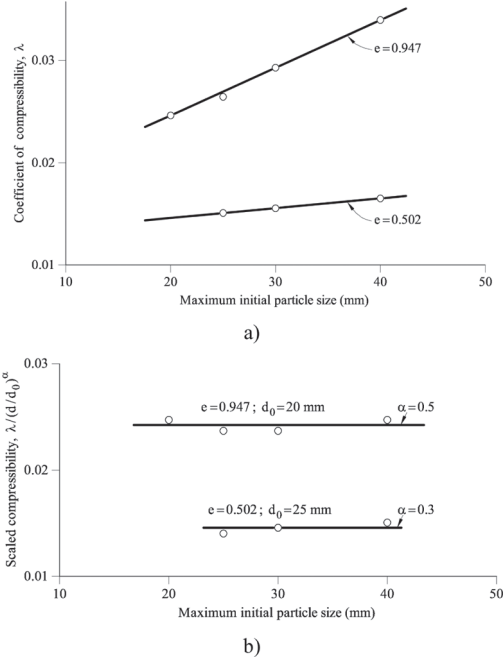 Coefficient of compressibility, λ
0.03
0.02
0.01
e=0.947
e=0.502
10 20 30 40 50
Maximum initial particle size (mm)
a)
Scaled compressibility, λ/(d/d₀)^α
0.03
0.02
0.01
e=0.947 ; d₀=20 mm
α=0.5
e=0.502 ; d₀=25 mm
α=0.3
10 20 30 40 50
Maximum initial particle size (mm)
b)